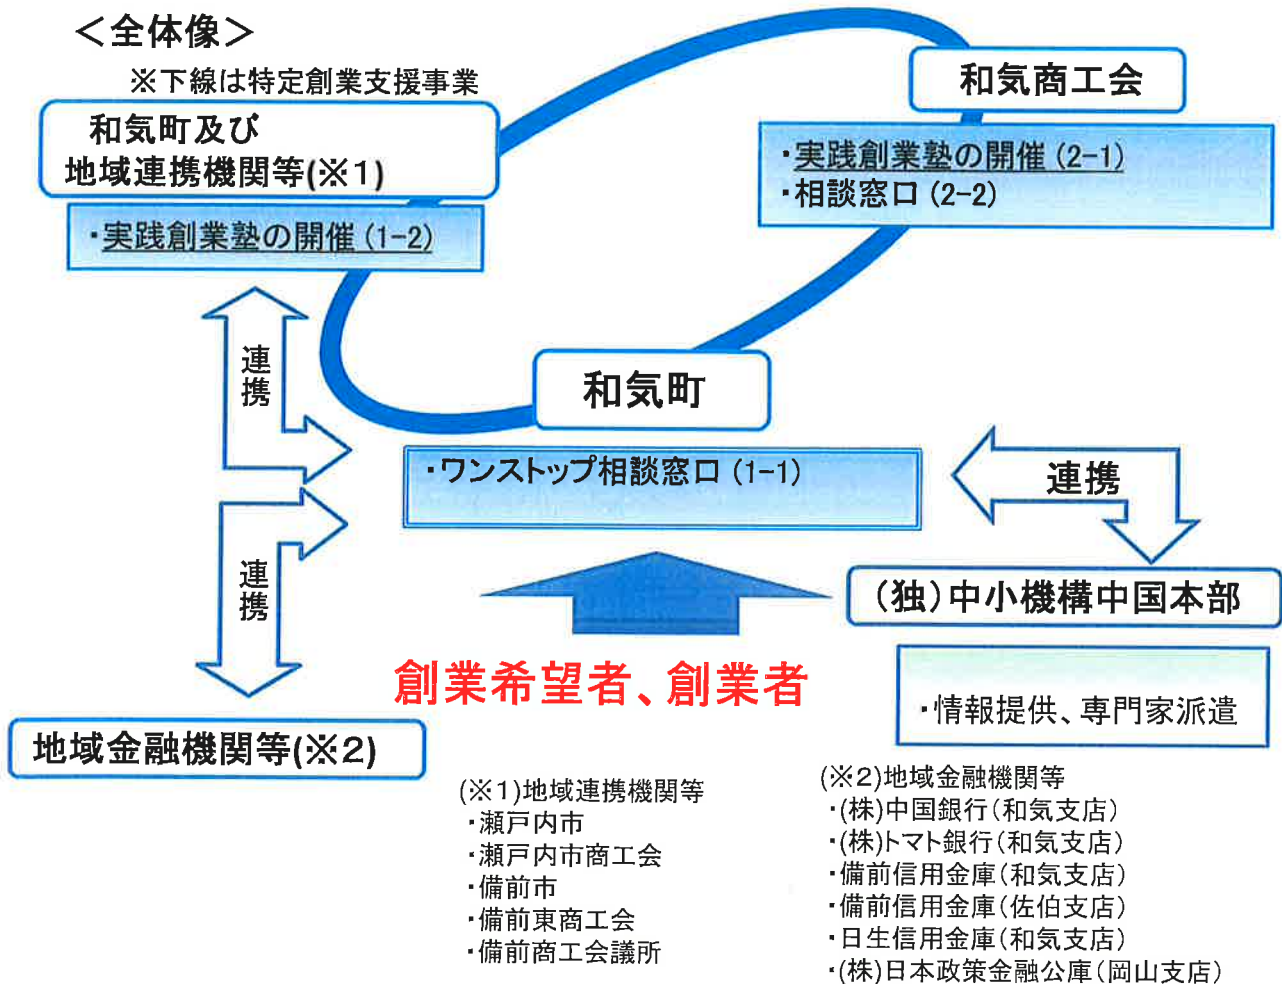 ＜全体像＞
※下線は特定創業支援事業
和気町及び
地域連携機関等(※1)
・実践創業塾の開催 (1-2)
和気商工会
・実践創業塾の開催 (2-1)
・相談窓口 (2-2)
連携
和気町
・ワンストップ相談窓口 (1-1)
連携
連携
(独)中小機構中国本部
・情報提供、専門家派遣
創業希望者、創業者
地域金融機関等(※2)
(※1)地域連携機関等
・瀬戸内市
・瀬戸内市商工会
・備前市
・備前東商工会
・備前商工会議所
(※2)地域金融機関等
・(株)中国銀行(和気支店)
・(株)トマト銀行(和気支店)
・備前信用金庫(和気支店)
・備前信用金庫(佐伯支店)
・日生信用金庫(和気支店)
・(株)日本政策金融公庫(岡山支店)